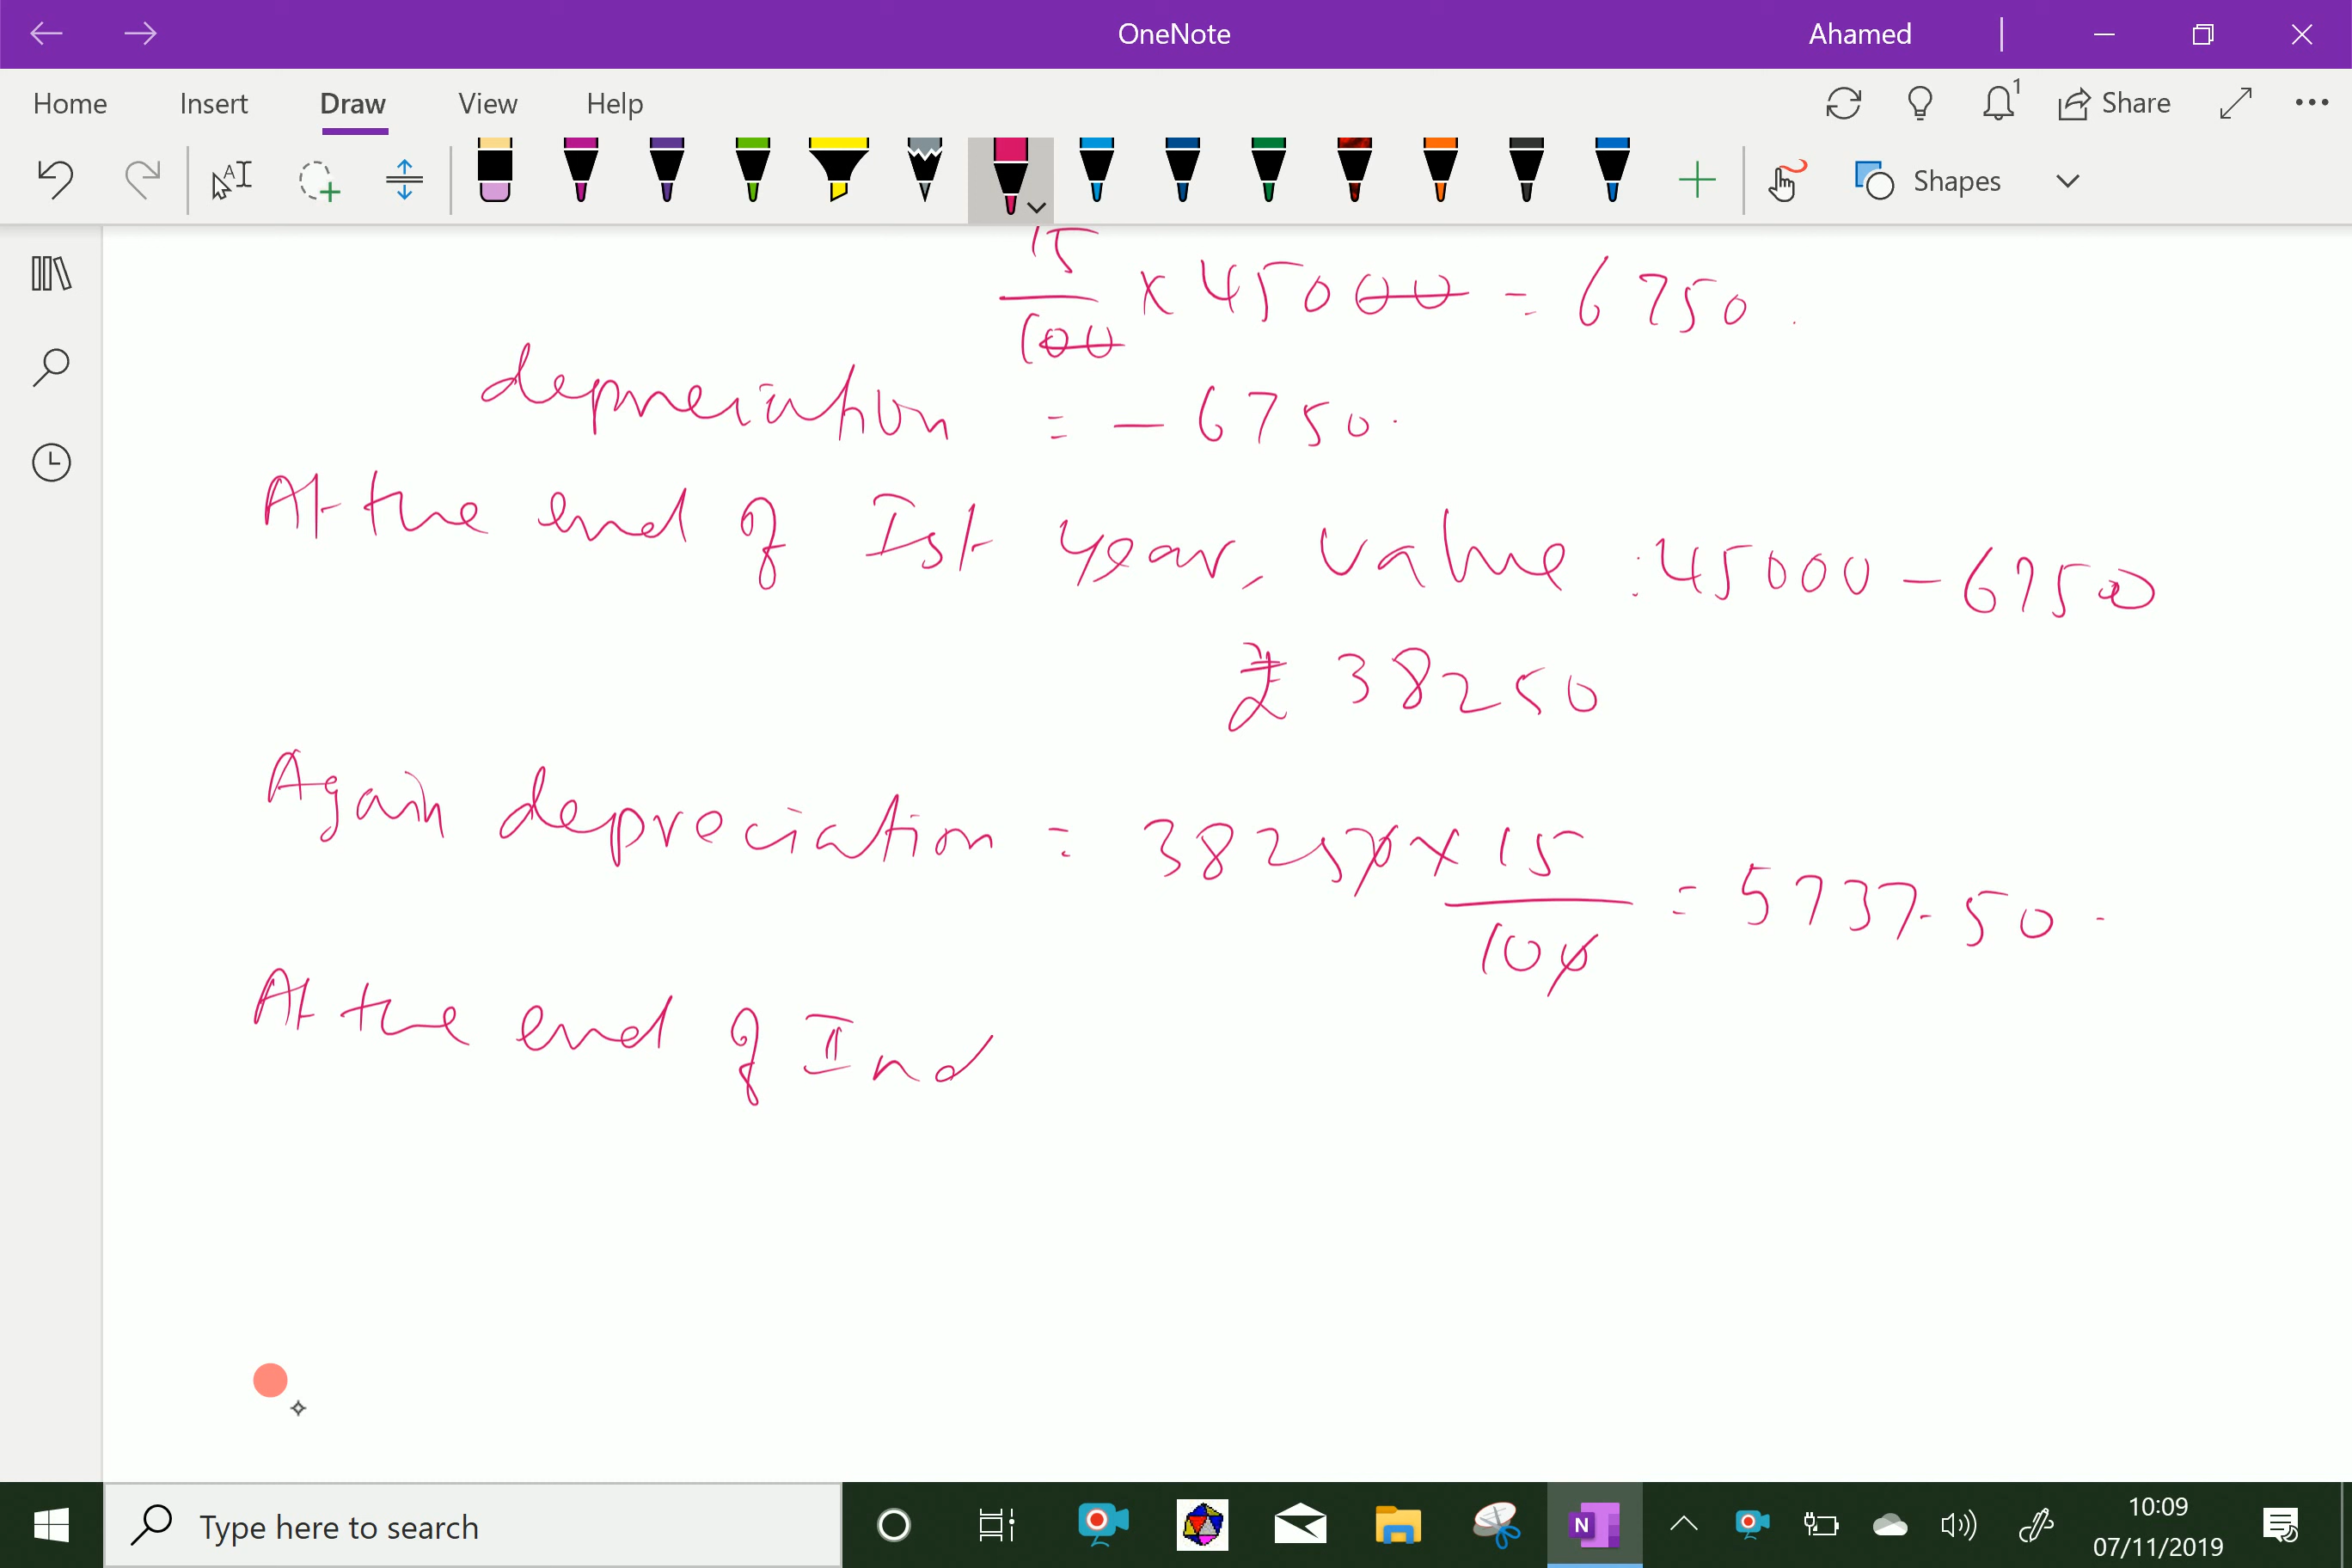 OneNote
Ahamed
Home Insert Draw View Help
1 Share
AI
Shapes
15/100 × 45000 = 6750.
depreciation = - 6750.
At the end of Ist year, value : 45000 - 6750
₹ 38250
Again depreciation = 38250 × 15/100 = 5737.50.
At the end of IInd
Type here to search
N
10:09
07/11/2019